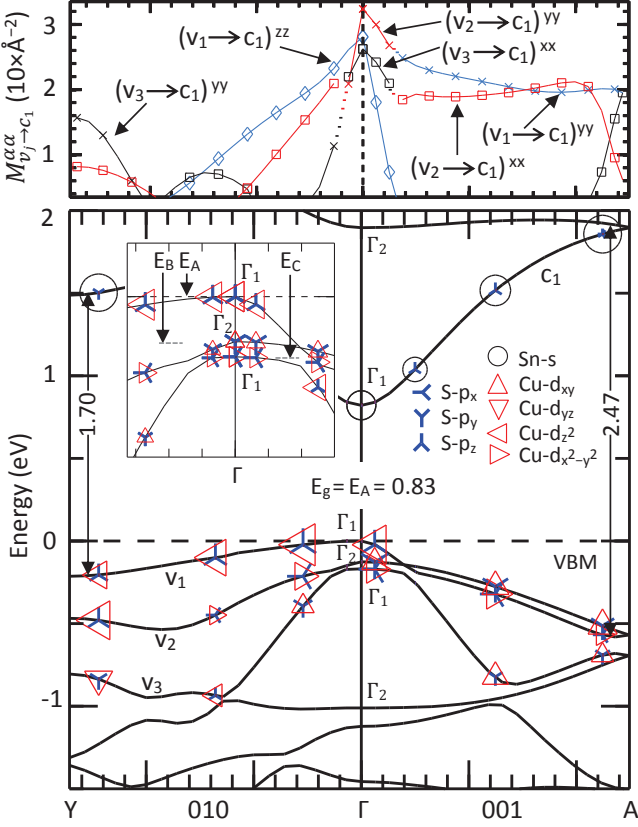 M^αα_{v_j→c_1} (10×Å⁻²)
3
2
1
(v₁→c₁)^zz
(v₂→c₁)^yy
(v₃→c₁)^xx
(v₃→c₁)^yy
(v₁→c₁)^yy
(v₂→c₁)^xx
Energy (eV)
2
1
0
-1
E_B E_A E_C
Γ₁
Γ₂
Γ₁
Γ
Γ₂
c₁
Γ₁
1.70
2.47
Sn-s
S-pₓ
S-p_y
S-p_z
Cu-d_xy
Cu-d_yz
Cu-d_z²
Cu-d_x²−y²
E_g = E_A = 0.83
Γ₁
Γ₂
Γ₁
VBM
v₁
v₂
v₃
Γ₂
Y 010 Γ 001 A